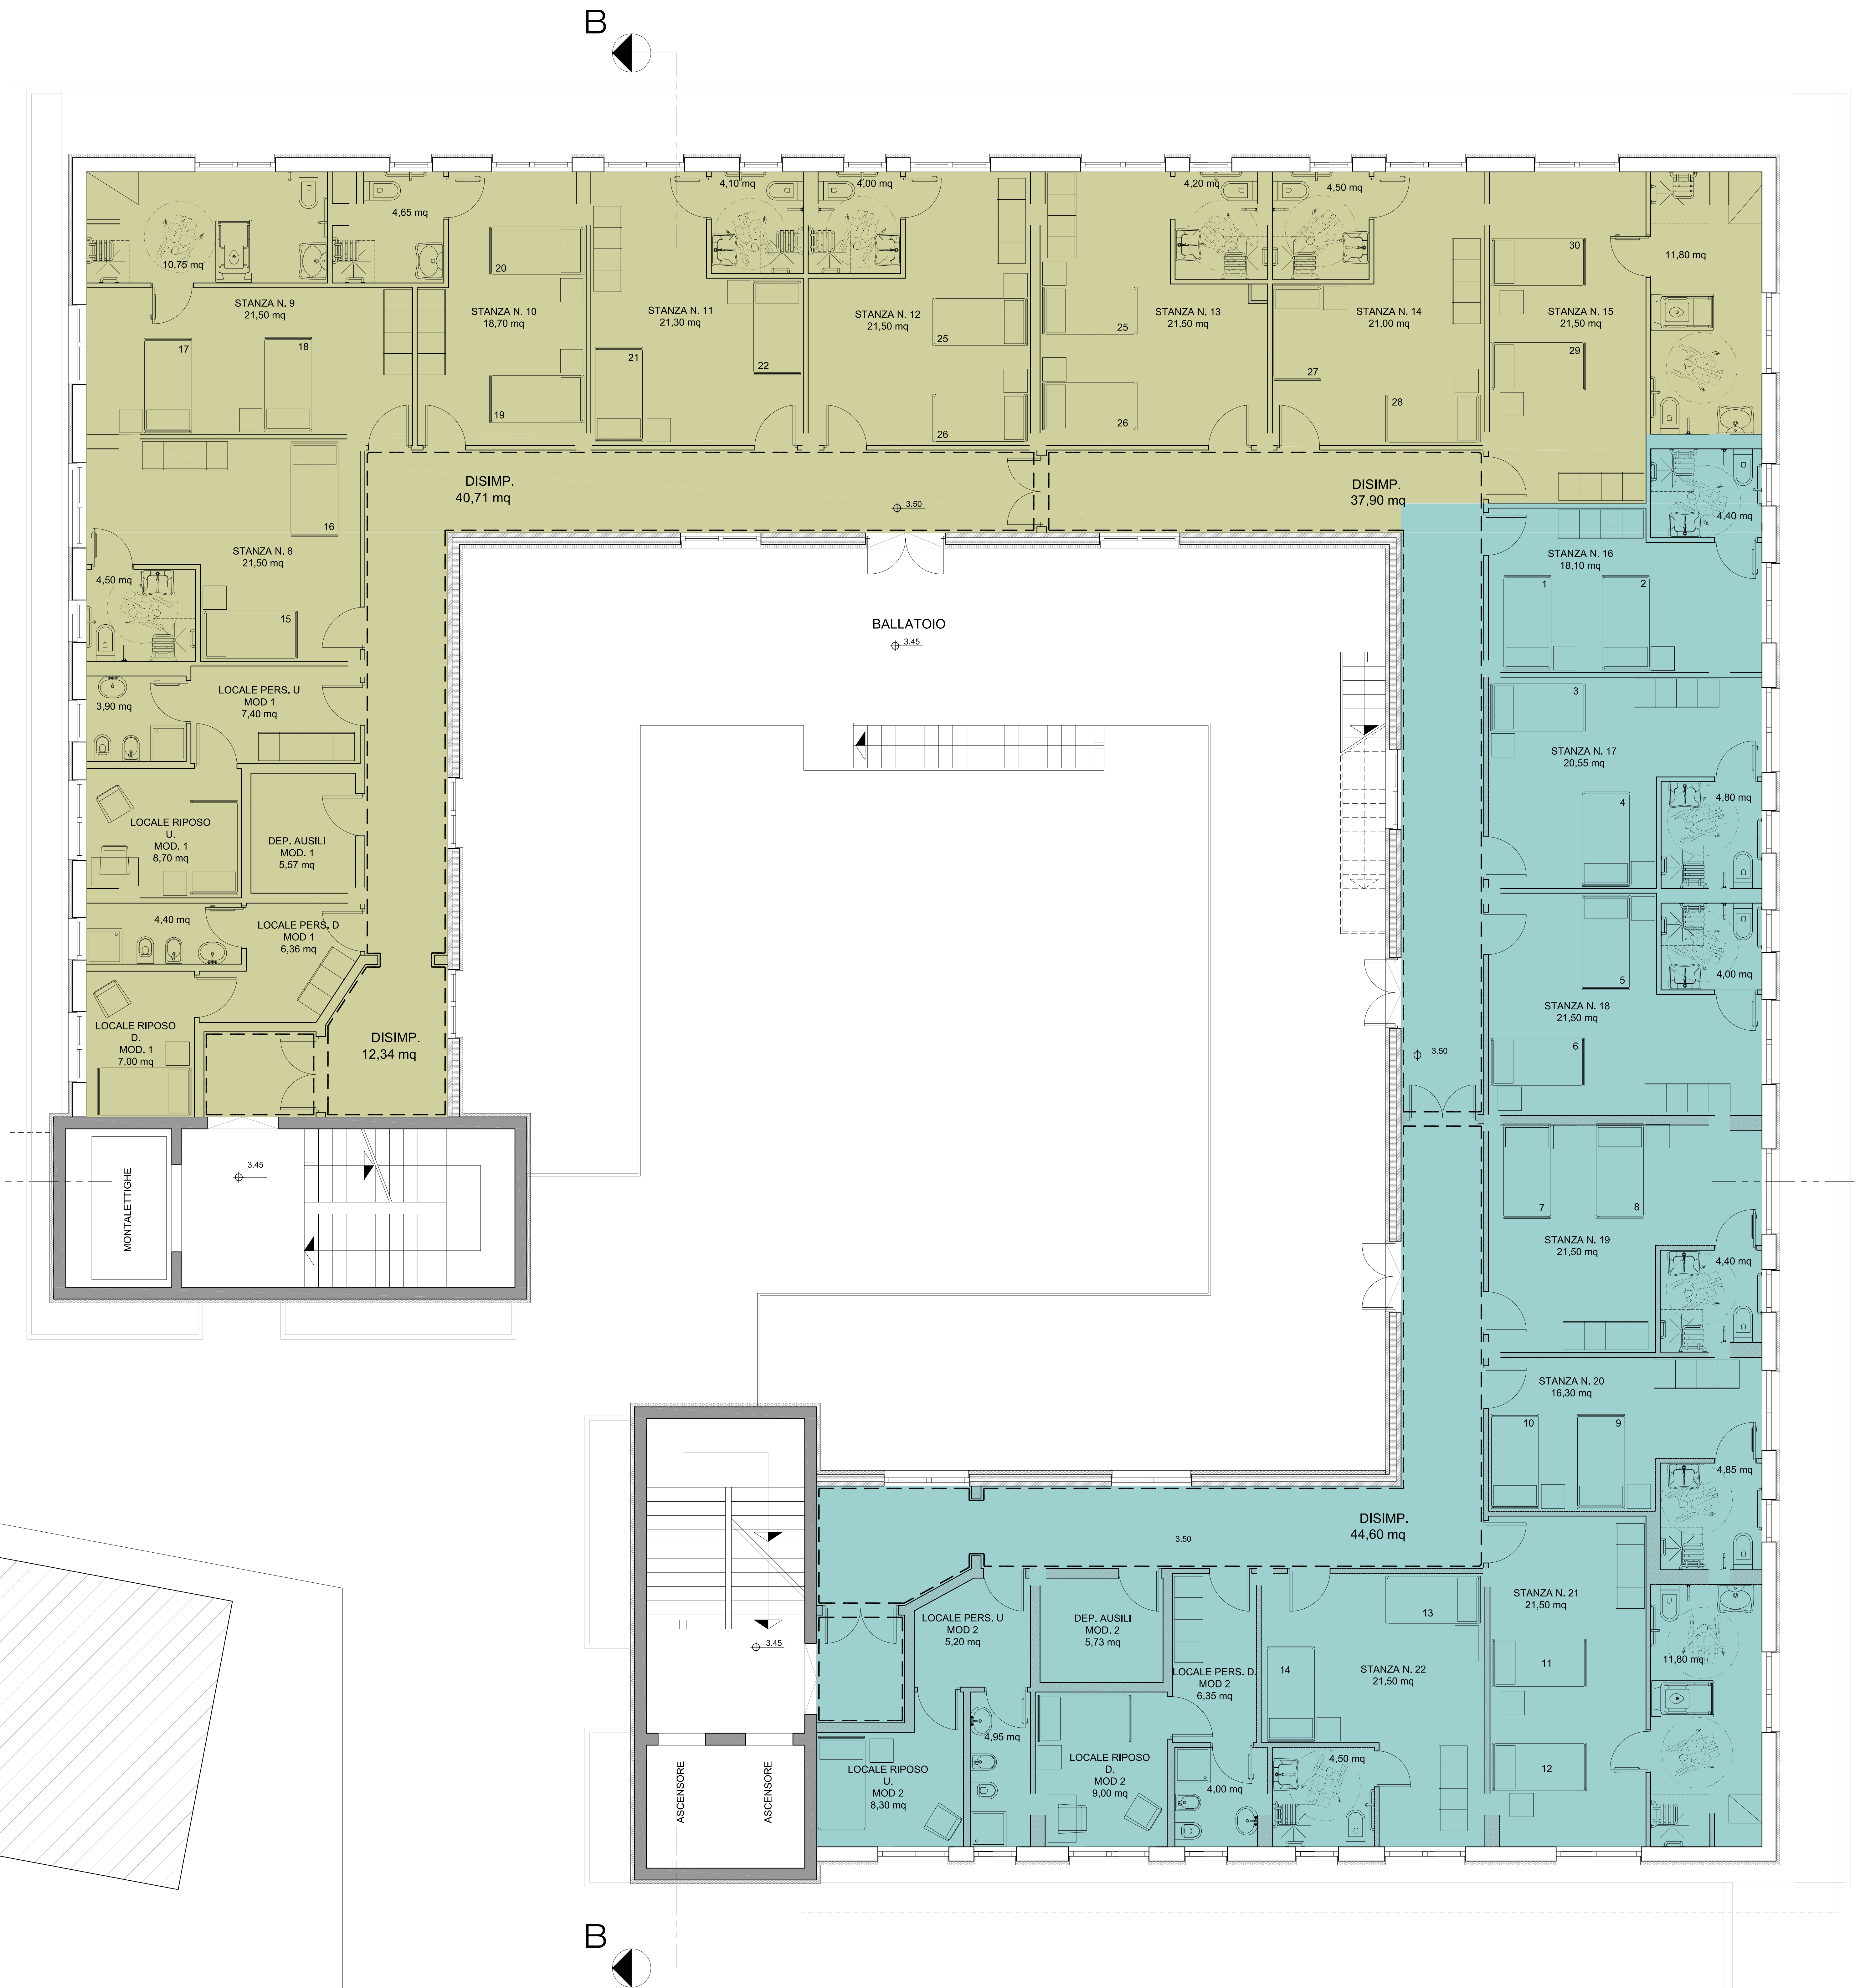 B
10,75 mq
4,65 mq
4,10 mq
4,00 mq
4,20 mq
4,50 mq
30
11,80 mq
20
STANZA N. 9
21,50 mq
STANZA N. 10
18,70 mq
STANZA N. 11
21,30 mq
STANZA N. 12
21,50 mq
STANZA N. 13
21,50 mq
STANZA N. 14
21,00 mq
STANZA N. 15
21,50 mq
17
18
21
22
25
25
27
29
19
26
26
28
DISIMP.
40,71 mq
3.50
DISIMP.
37,90 mq
16
STANZA N. 8
21,50 mq
4,50 mq
15
4,40 mq
STANZA N. 16
18,10 mq
1
2
BALLATOIO
3.45
LOCALE PERS. U
MOD 1
7,40 mq
3,90 mq
3
STANZA N. 17
20,55 mq
4
4,80 mq
LOCALE RIPOSO
U.
MOD. 1
8,70 mq
DEP. AUSILI
MOD. 1
5,57 mq
4,40 mq
LOCALE PERS. D
MOD 1
6,36 mq
5
4,00 mq
STANZA N. 18
21,50 mq
6
LOCALE RIPOSO
D.
MOD. 1
7,00 mq
DISIMP.
12,34 mq
3.50
MONTALETTIGHE
3.45
7
8
STANZA N. 19
21,50 mq
4,40 mq
STANZA N. 20
16,30 mq
10
9
4,85 mq
DISIMP.
44,60 mq
3.50
LOCALE PERS. U
MOD 2
5,20 mq
DEP. AUSILI
MOD. 2
5,73 mq
13
STANZA N. 21
21,50 mq
3.45
LOCALE PERS. D.
MOD 2
6,35 mq
14
STANZA N. 22
21,50 mq
11
11,80 mq
4,95 mq
LOCALE RIPOSO
U.
MOD 2
8,30 mq
LOCALE RIPOSO
D.
MOD 2
9,00 mq
4,00 mq
4,50 mq
12
ASCENSORE
ASCENSORE
B